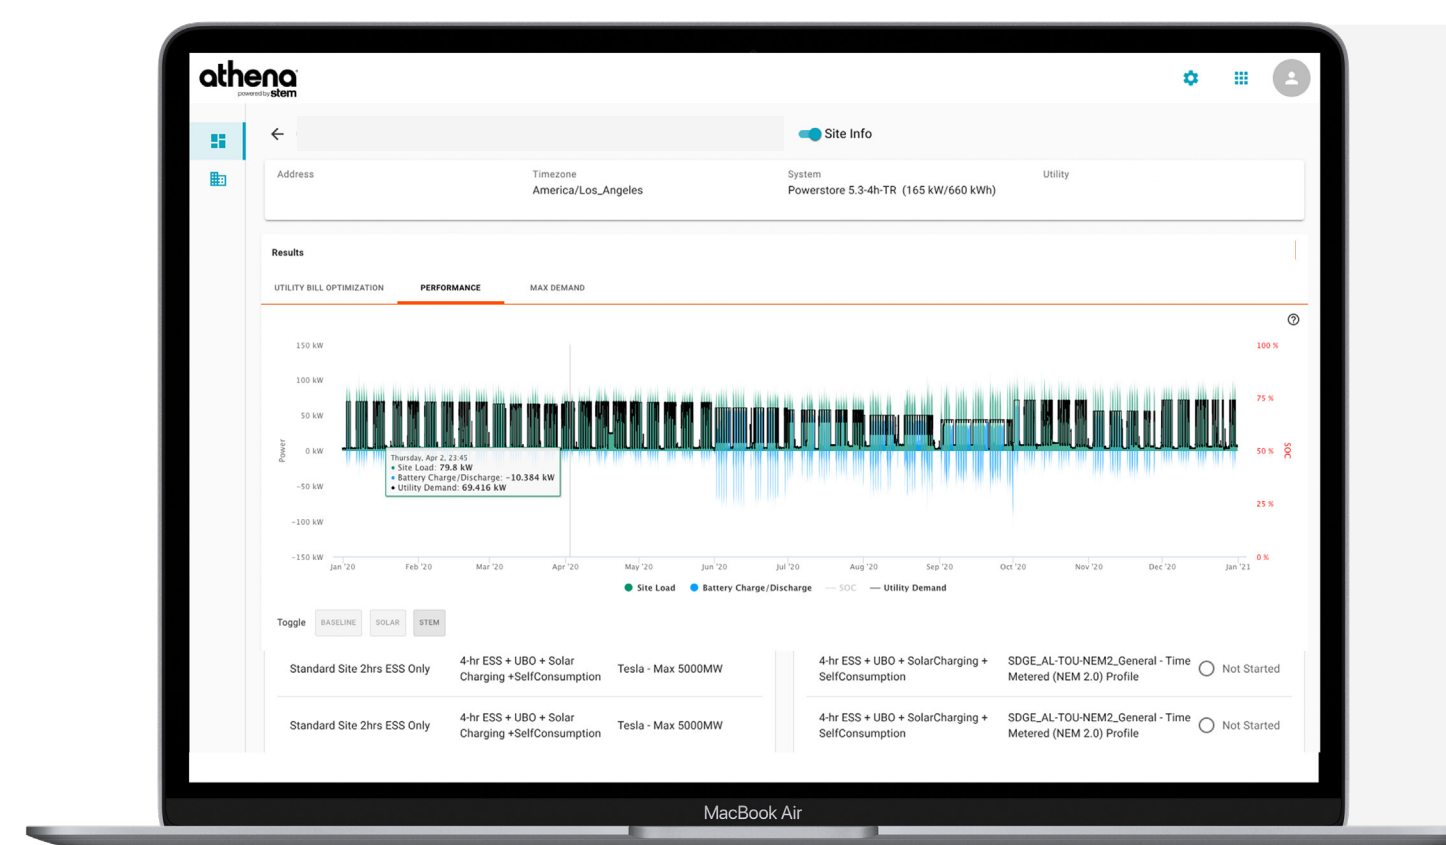 athena
powered by stem
Site Info
Address
Timezone
System
Utility
America/Los_Angeles
Powerstore 5.3-4h-TR (165 kW/660 kWh)
Results
UTILITY BILL OPTIMIZATION
PERFORMANCE
MAX DEMAND
150 kW
100 kW
50 kW
0 kW
-50 kW
-100 kW
-150 kW
Power
100 %
75 %
50 %
25 %
0 %
SOC
Thursday, Apr 2, 23:45
• Site Load: 79.8 kW
• Battery Charge/Discharge: -10.384 kW
• Utility Demand: 69.416 kW
Jan '20
Feb '20
Mar '20
Apr '20
May '20
Jun '20
Jul '20
Aug '20
Sep '20
Oct '20
Nov '20
Dec '20
Jan '21
Site Load
Battery Charge/Discharge
SOC
Utility Demand
Toggle
BASELINE
SOLAR
STEM
Standard Site 2hrs ESS Only
4-hr ESS + UBO + Solar
Charging +SelfConsumption
Tesla - Max 5000MW
4-hr ESS + UBO + SolarCharging +
SelfConsumption
SDGE_AL-TOU-NEM2_General - Time
Metered (NEM 2.0) Profile
Not Started
Standard Site 2hrs ESS Only
4-hr ESS + UBO + Solar
Charging +SelfConsumption
Tesla - Max 5000MW
4-hr ESS + UBO + SolarCharging +
SelfConsumption
SDGE_AL-TOU-NEM2_General - Time
Metered (NEM 2.0) Profile
Not Started
MacBook Air